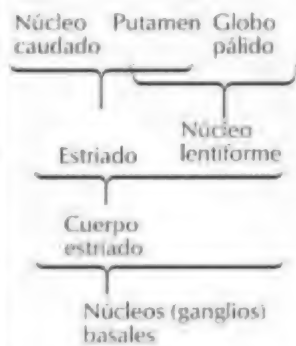 Núcleo Putamen Globo
caudado pálido
Núcleo
Estriado lentiforme
Cuerpo
estriado
Núcleos (ganglios)
basales